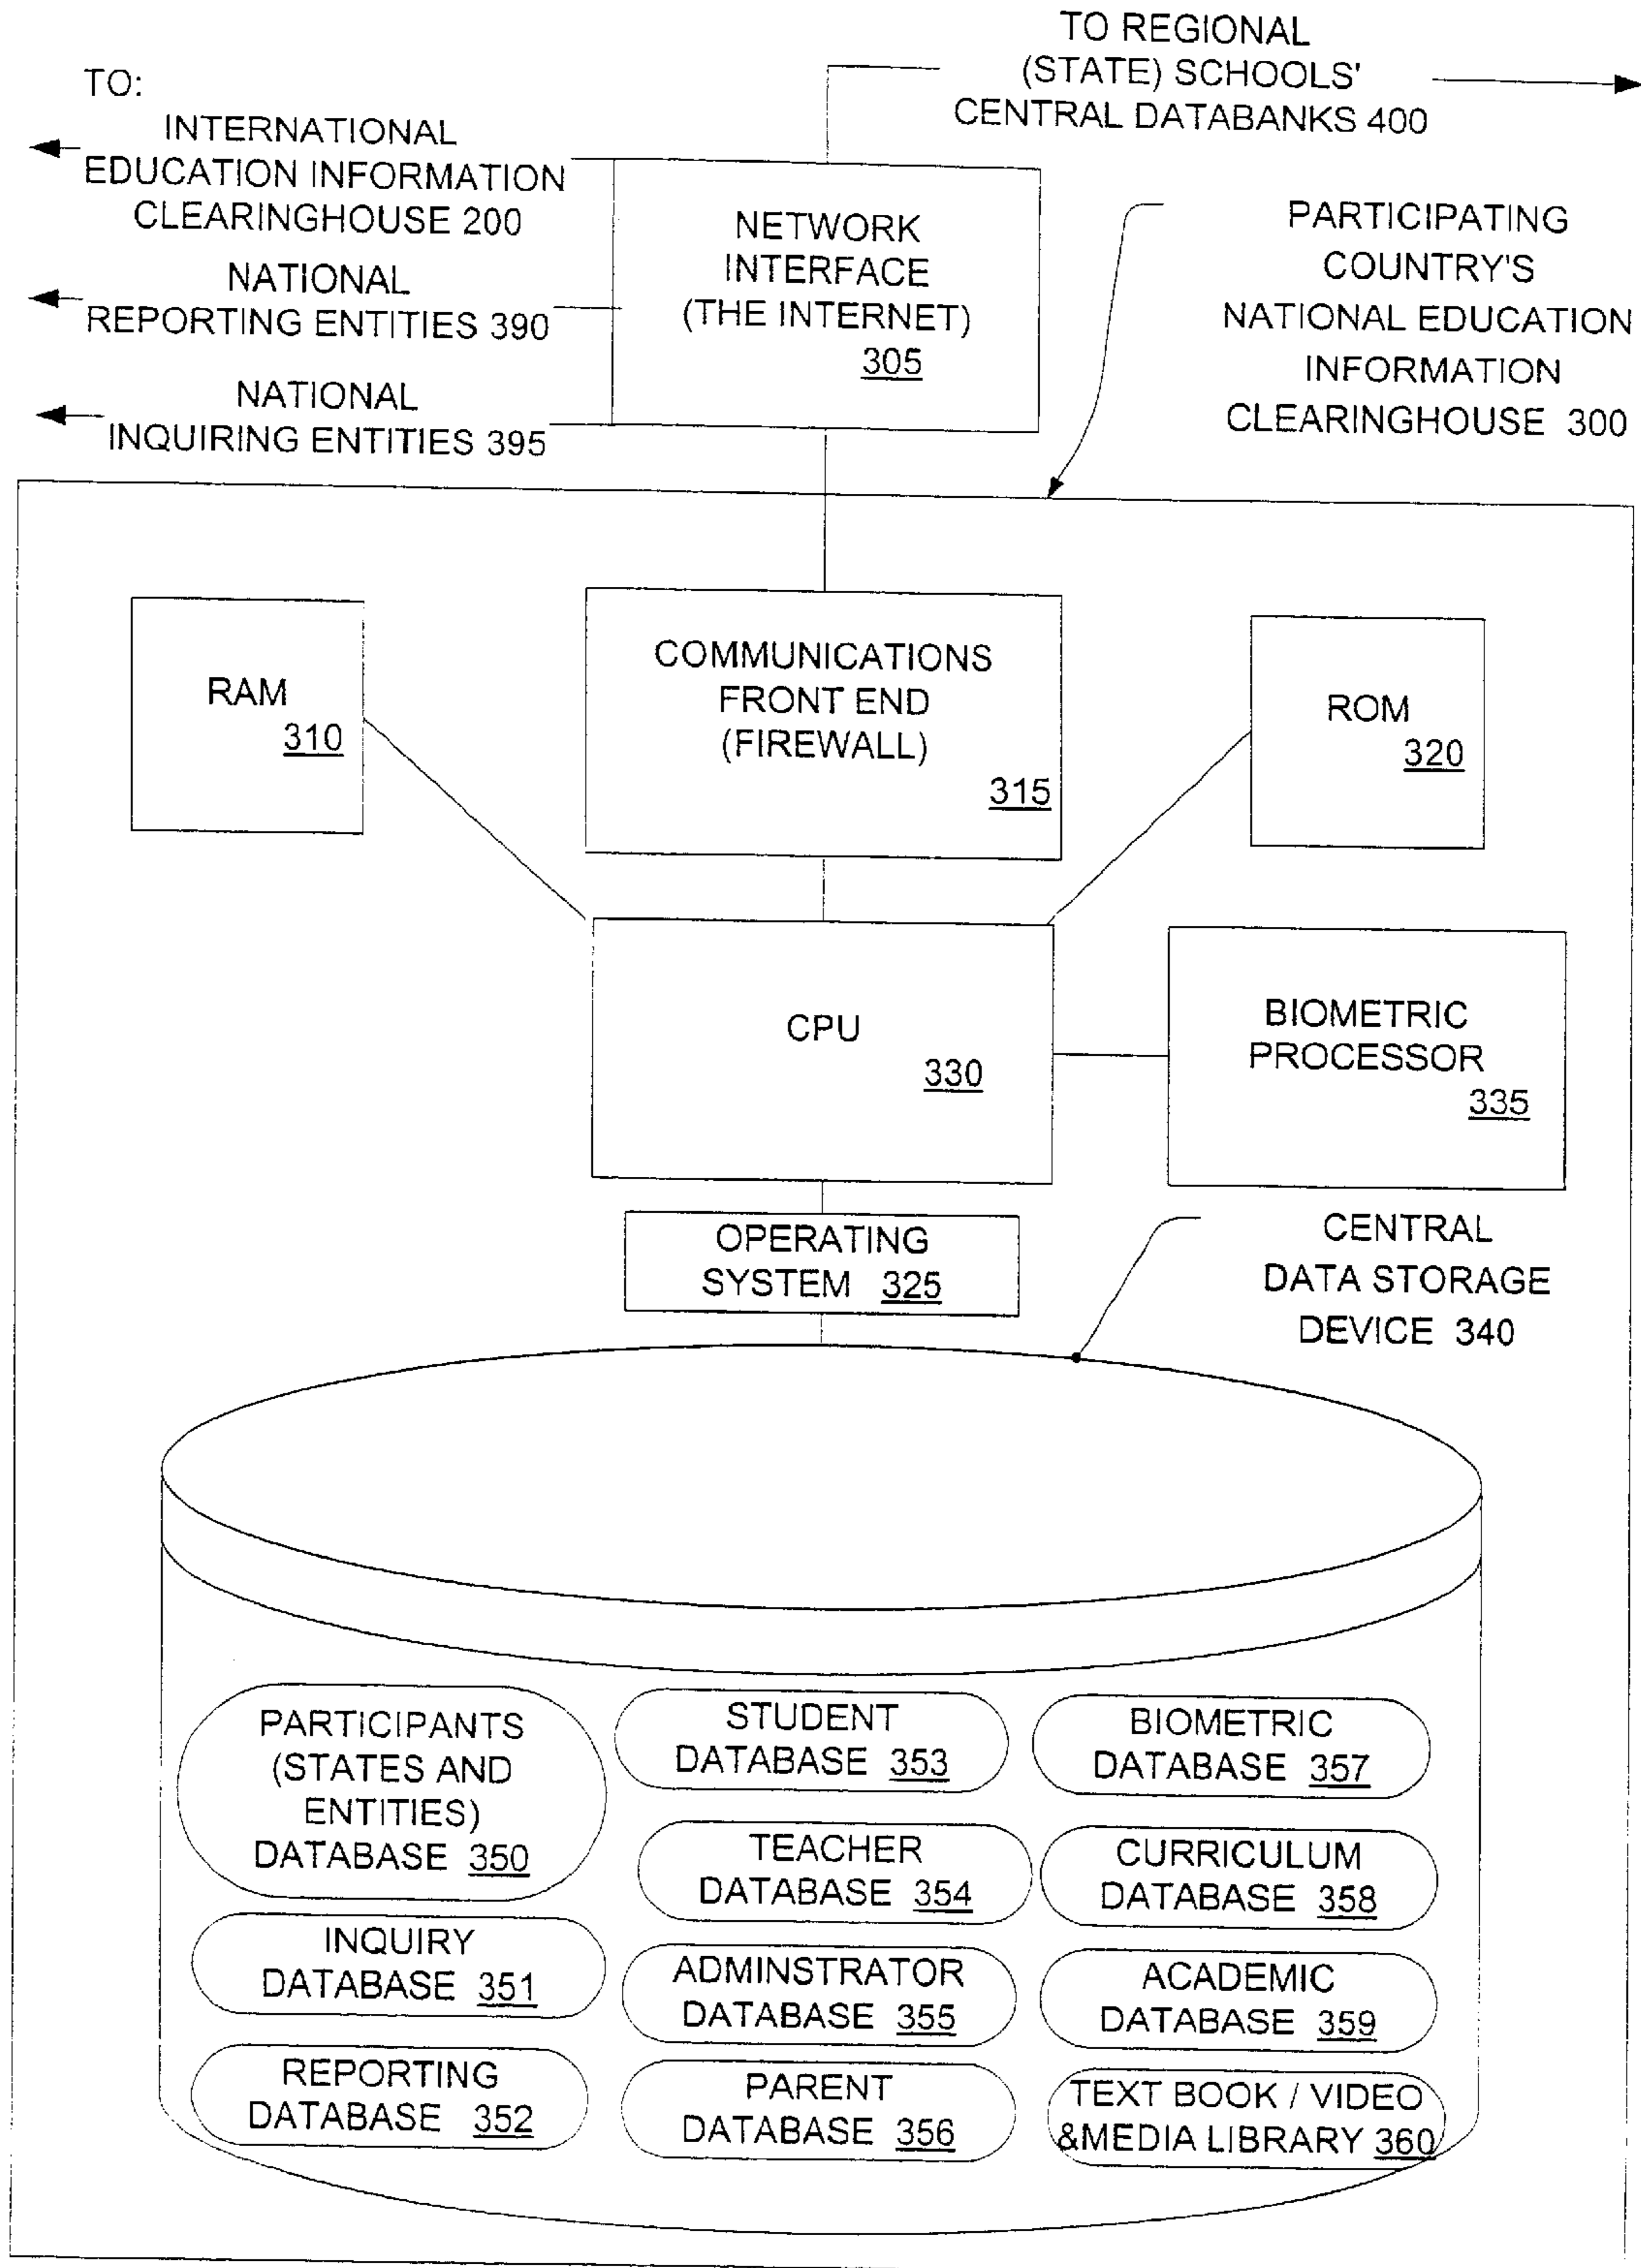 TO REGIONAL
(STATE) SCHOOLS'
CENTRAL DATABANKS 400
TO:
INTERNATIONAL
EDUCATION INFORMATION
CLEARINGHOUSE 200
NATIONAL
REPORTING ENTITIES 390
NATIONAL
INQUIRING ENTITIES 395
NETWORK
INTERFACE
(THE INTERNET)
305
PARTICIPATING
COUNTRY'S
NATIONAL EDUCATION
INFORMATION
CLEARINGHOUSE 300
RAM
310
COMMUNICATIONS
FRONT END
(FIREWALL)
315
ROM
320
CPU
330
BIOMETRIC
PROCESSOR
335
OPERATING
SYSTEM 325
CENTRAL
DATA STORAGE
DEVICE 340
PARTICIPANTS
(STATES AND
ENTITIES)
DATABASE 350
INQUIRY
DATABASE 351
REPORTING
DATABASE 352
STUDENT
DATABASE 353
TEACHER
DATABASE 354
ADMINSTRATOR
DATABASE 355
PARENT
DATABASE 356
BIOMETRIC
DATABASE 357
CURRICULUM
DATABASE 358
ACADEMIC
DATABASE 359
TEXT BOOK / VIDEO
&MEDIA LIBRARY 360